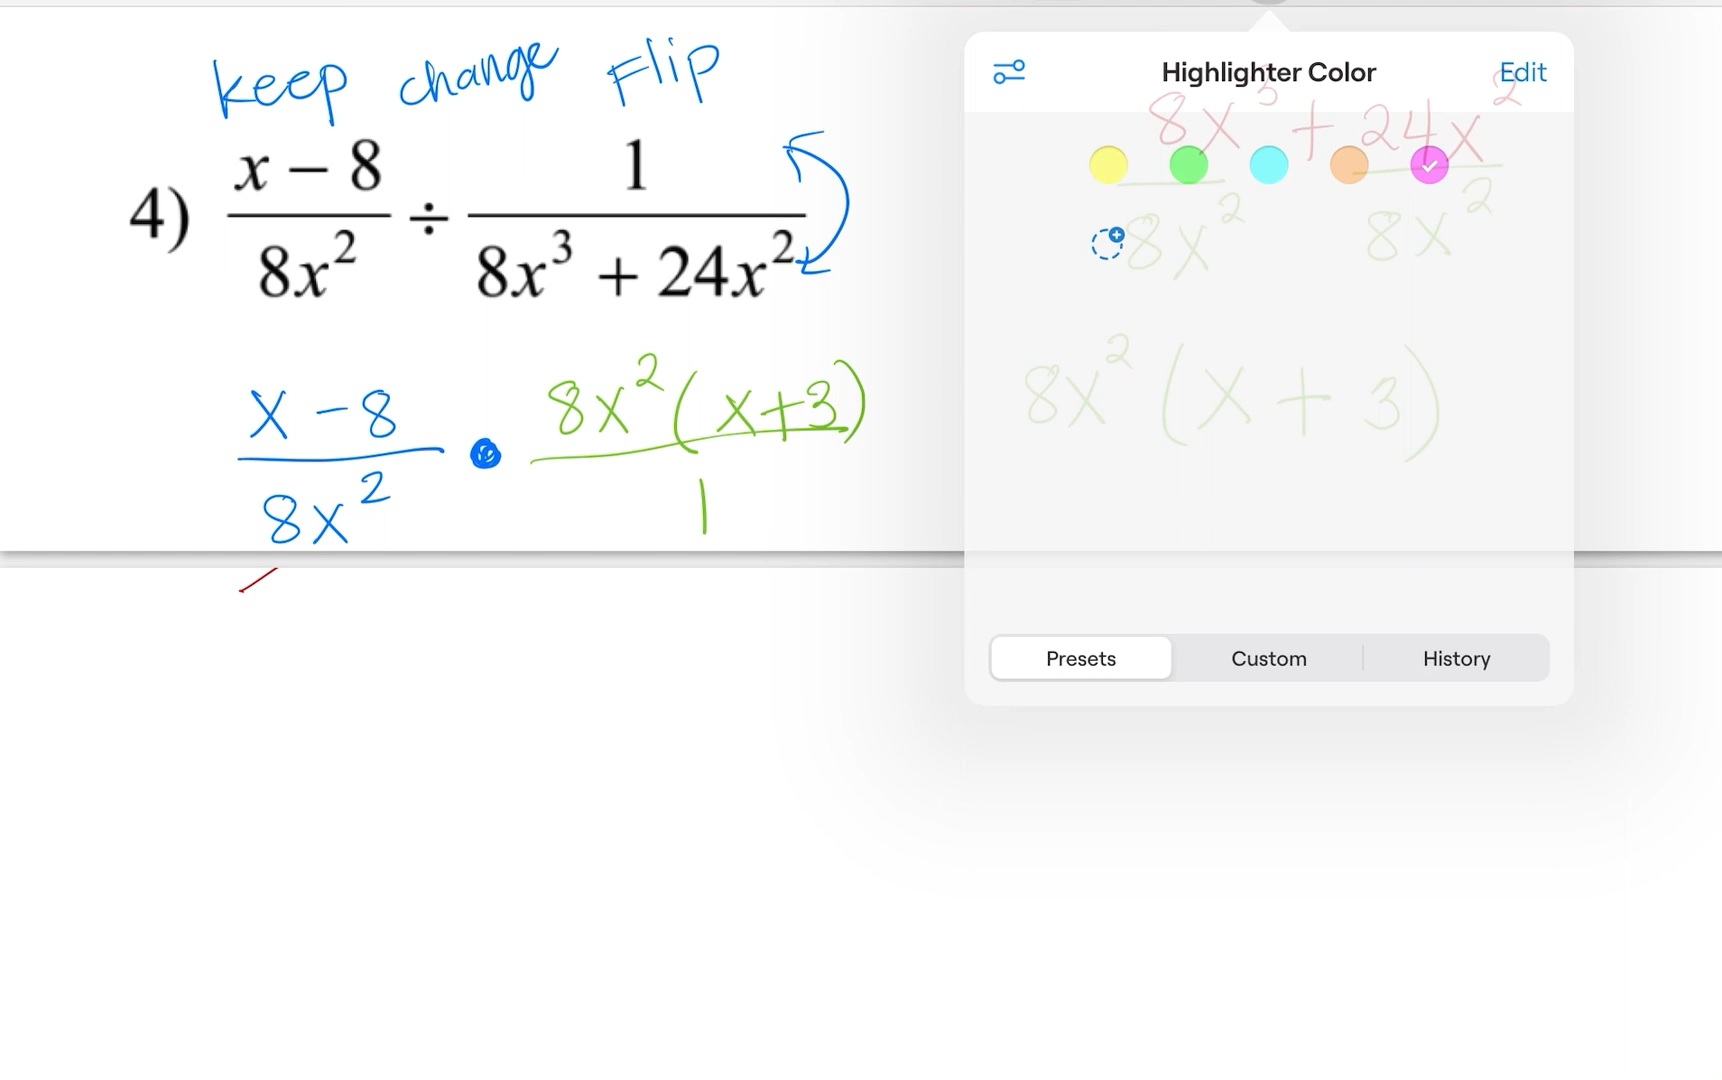 keep change Flip
4) x − 8 / 8x² ÷ 1 / 8x³ + 24x²
x − 8 / 8x² • 8x²(x+3) / 1
Highlighter Color
Edit
8x³ + 24x²
8x² 8x²
8x²(x + 3)
Presets
Custom
History